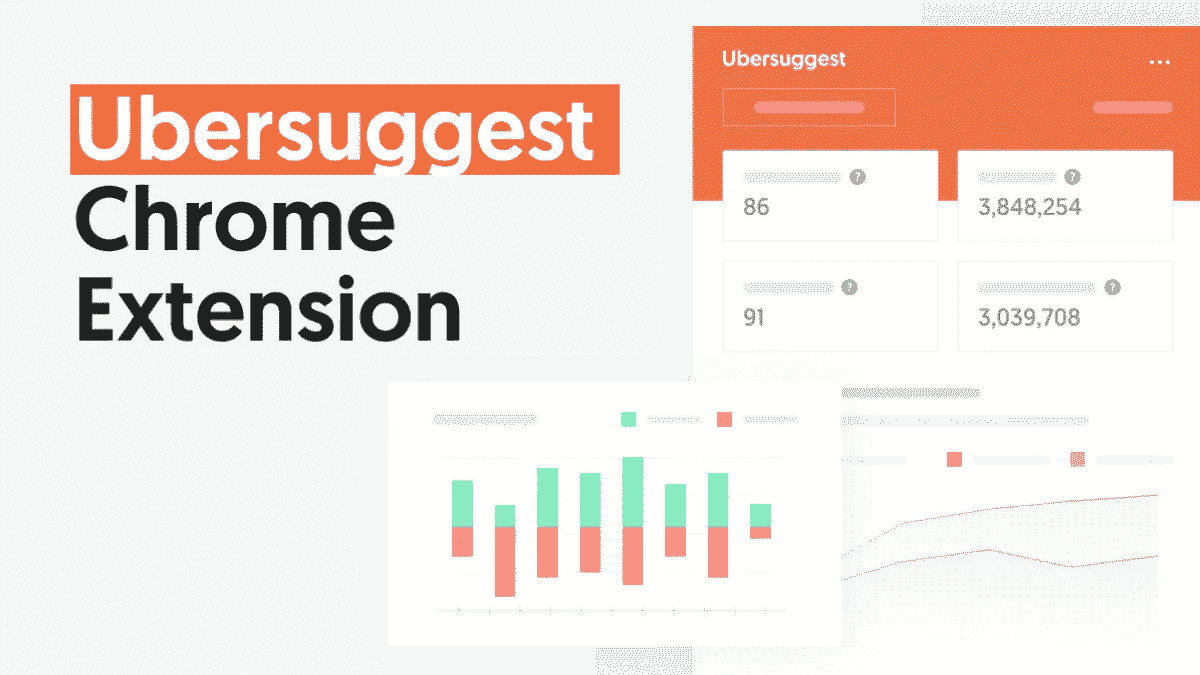 Ubersuggest
Chrome
Extension
Ubersuggest
...
?
86
?
3,848,254
?
91
?
3,039,708